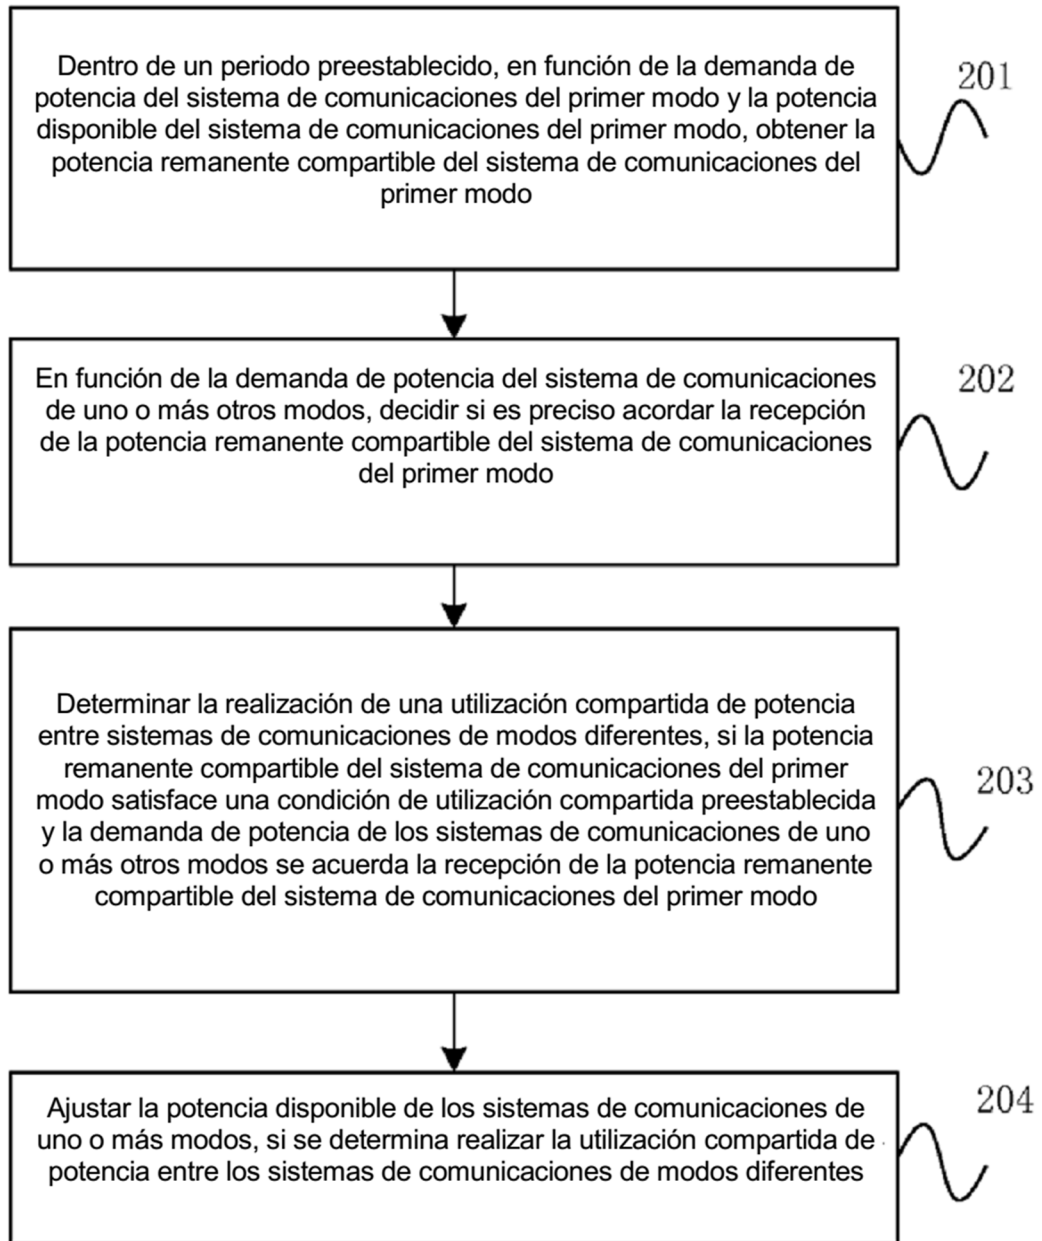 Dentro de un periodo preestablecido, en función de la demanda de
potencia del sistema de comunicaciones del primer modo y la potencia
disponible del sistema de comunicaciones del primer modo, obtener la
potencia remanente compartible del sistema de comunicaciones del
primer modo
201
En función de la demanda de potencia del sistema de comunicaciones
de uno o más otros modos, decidir si es preciso acordar la recepción
de la potencia remanente compartible del sistema de comunicaciones
del primer modo
202
Determinar la realización de una utilización compartida de potencia
entre sistemas de comunicaciones de modos diferentes, si la potencia
remanente compartible del sistema de comunicaciones del primer
modo satisface una condición de utilización compartida preestablecida
y la demanda de potencia de los sistemas de comunicaciones de uno
o más otros modos se acuerda la recepción de la potencia remanente
compartible del sistema de comunicaciones del primer modo
203
Ajustar la potencia disponible de los sistemas de comunicaciones de
uno o más modos, si se determina realizar la utilización compartida de
potencia entre los sistemas de comunicaciones de modos diferentes
204